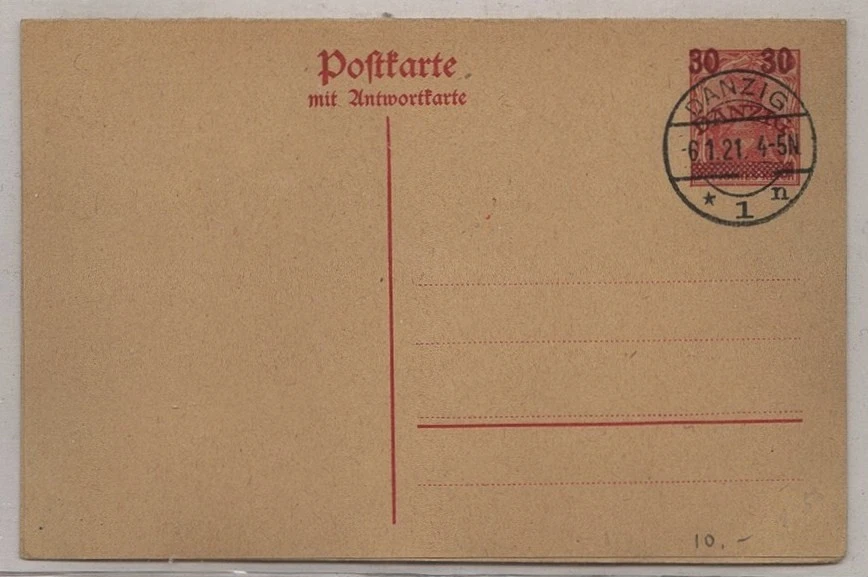 Postkarte
mit Antwortkarte
30 30
DANZIG
DANZIG
-6.1.21. 4-5N
* 1 n
10.-